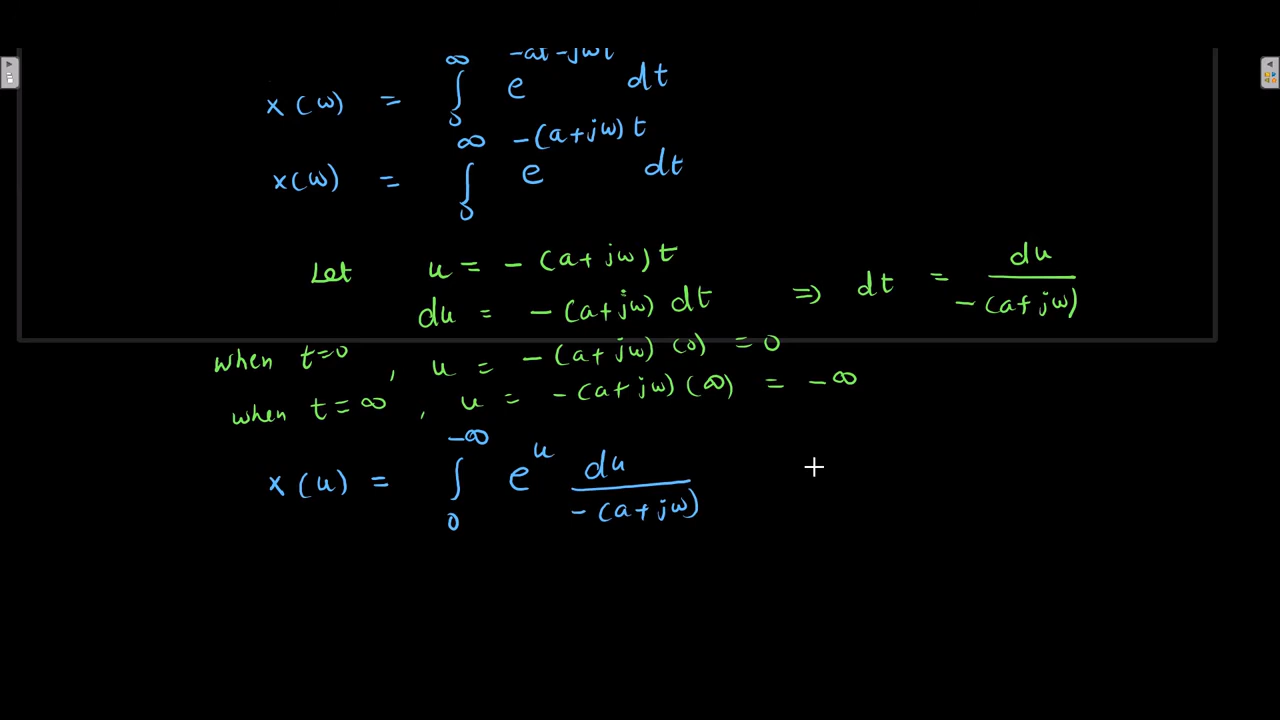 x(ω) = ∫₀^∞ e^(-at-jωt) dt
x(ω) = ∫₀^∞ e^(-(a+jω)t) dt
Let u = -(a+jω)t
du = -(a+jω) dt ⇒ dt = du/-(a+jω)
when t=0, u = -(a+jω)(0) = 0
when t=∞, u = -(a+jω)(∞) = -∞
x(u) = ∫₀^-∞ e^u du/-(a+jω)